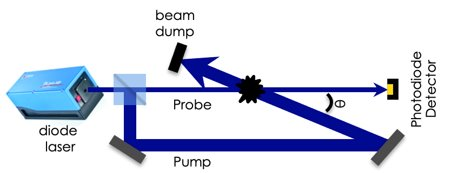 beam
dump
Probe
θ
Photodiode
Detector
diode
laser
Pump